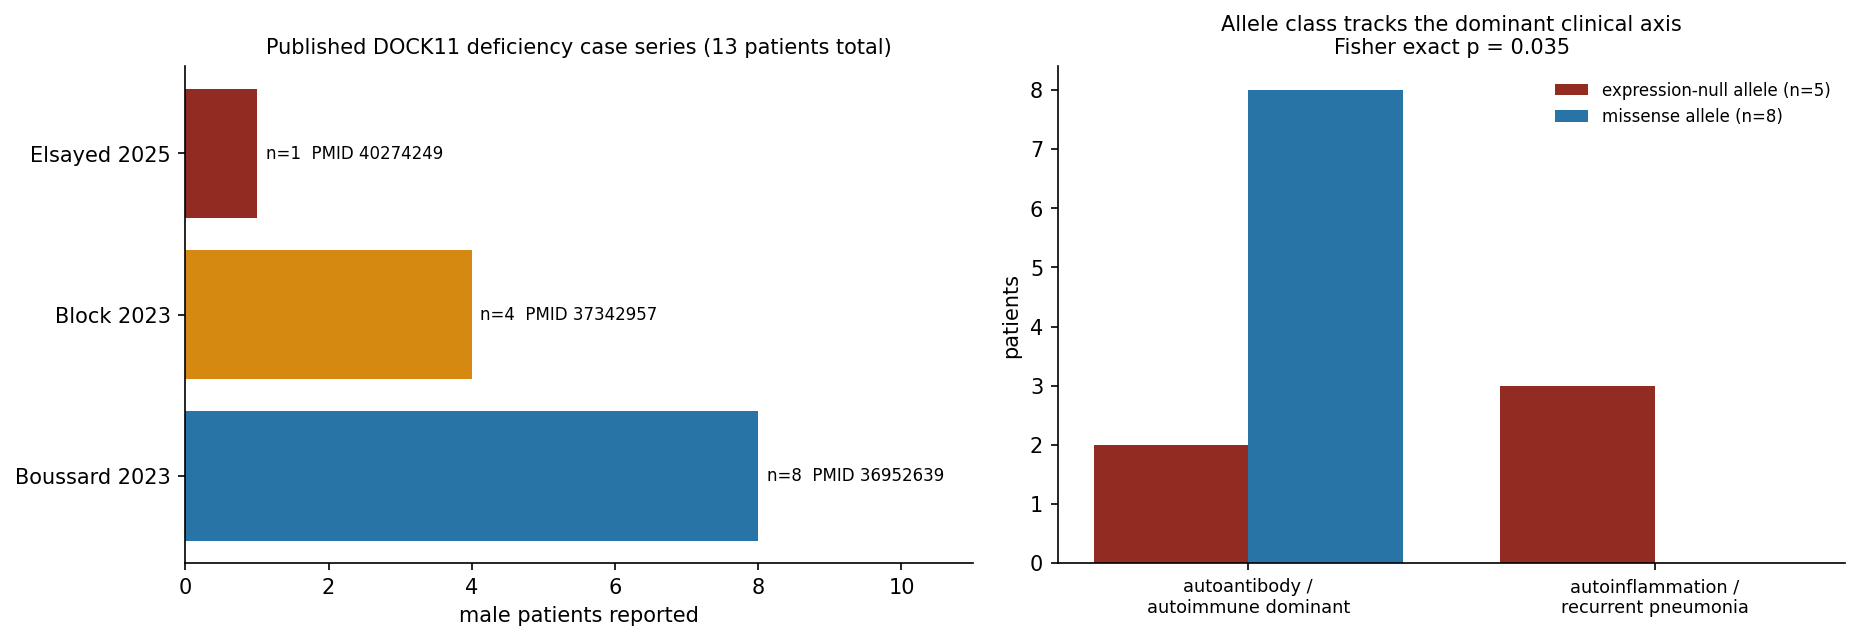 Published DOCK11 deficiency case series (13 patients total)
Elsayed 2025
n=1  PMID 40274249
Block 2023
n=4  PMID 37342957
Boussard 2023
n=8  PMID 36952639
0 2 4 6 8 10
male patients reported
Allele class tracks the dominant clinical axis
Fisher exact p = 0.035
expression-null allele (n=5)
missense allele (n=8)
patients
8
7
6
5
4
3
2
1
0
autoantibody /
autoimmune dominant
autoinflammation /
recurrent pneumonia